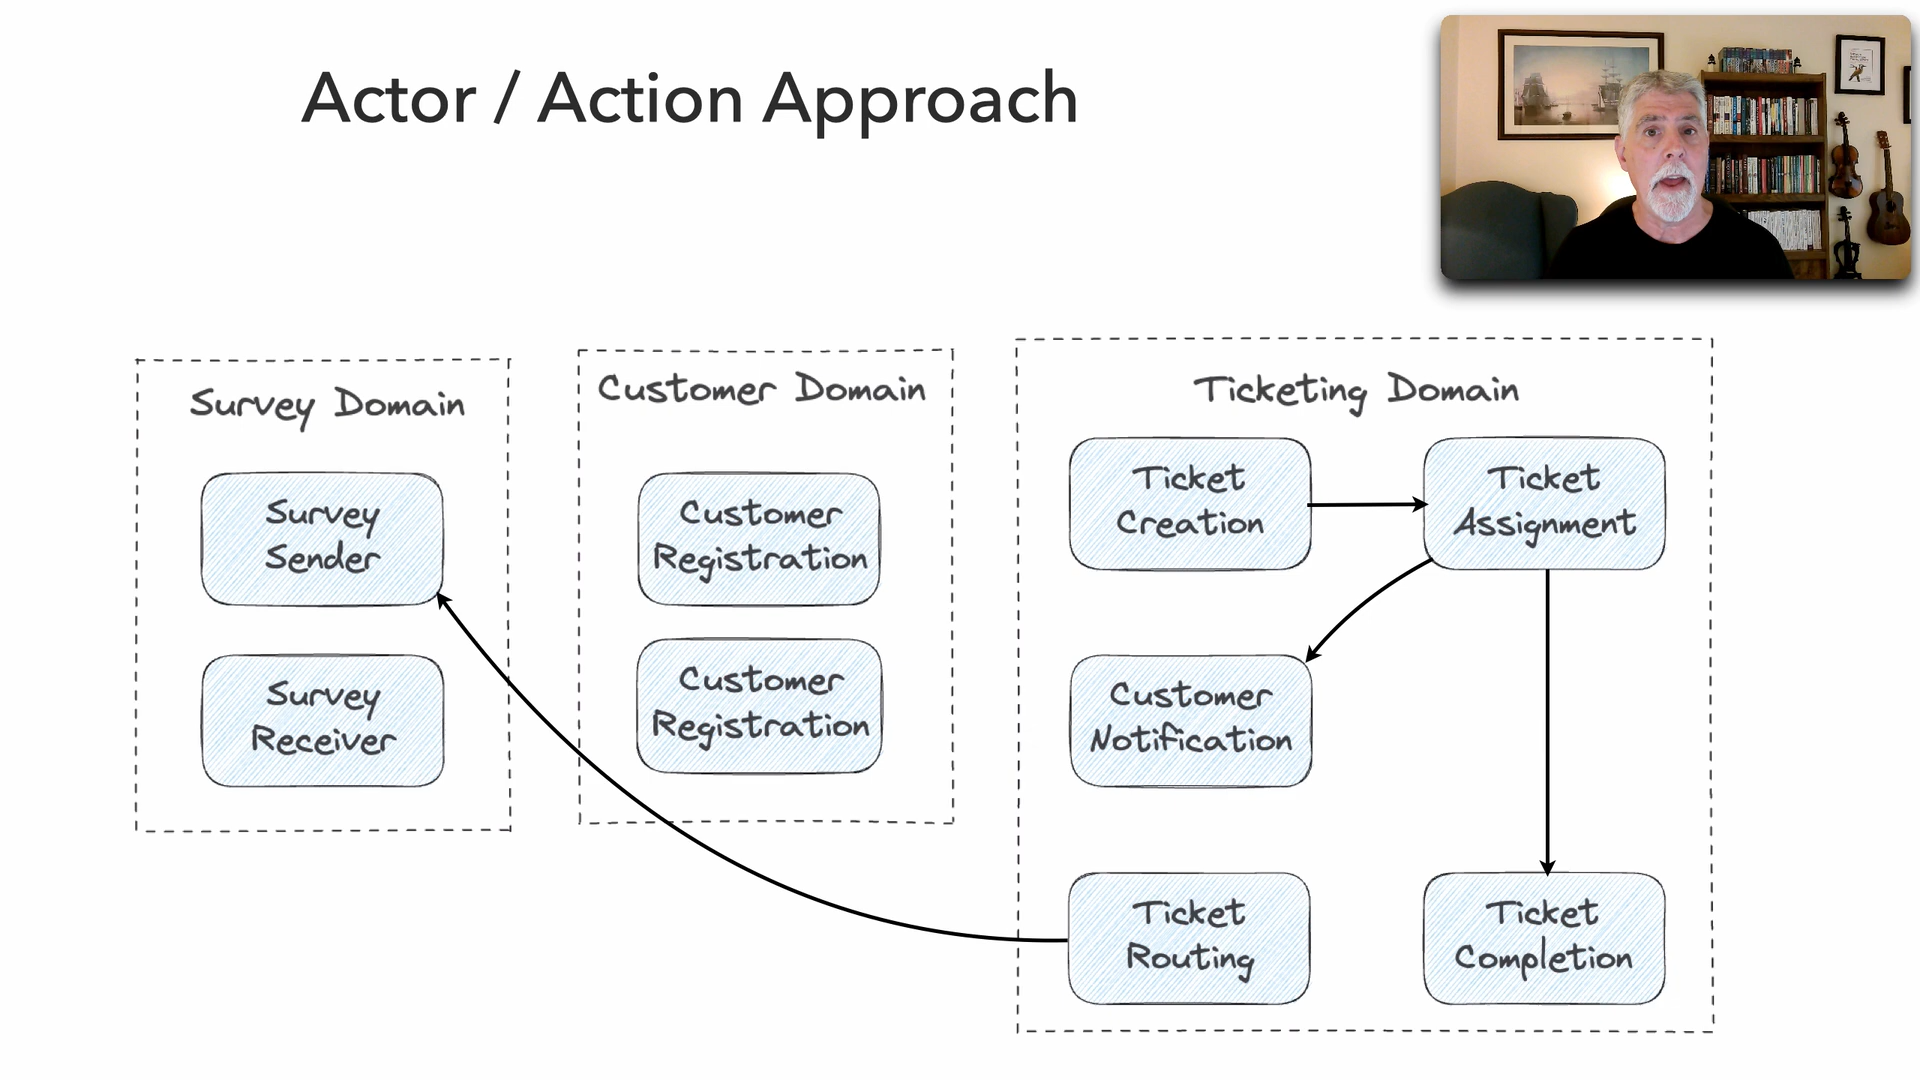 Actor / Action Approach
Survey Domain
Survey
Sender
Survey
Receiver
Customer Domain
Customer
Registration
Customer
Registration
Ticketing Domain
Ticket
Creation
Ticket
Assignment
Customer
Notification
Ticket
Routing
Ticket
Completion